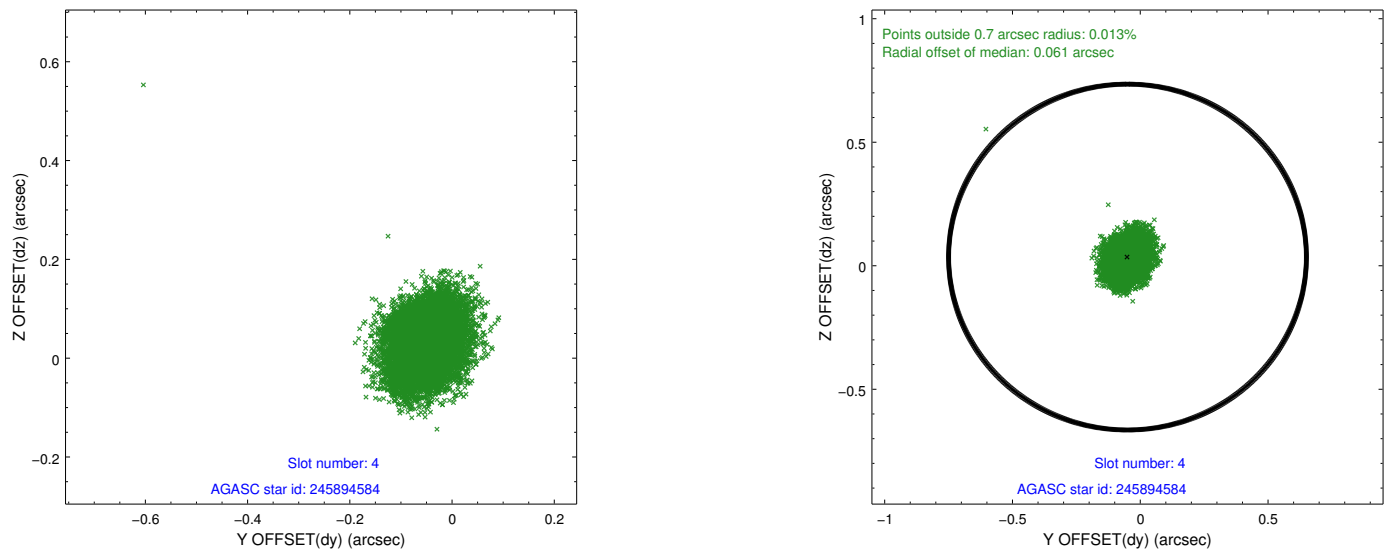 0.6
0.4
0.2
0
−0.2
−0.6
−0.4
−0.2
0
0.2
Z OFFSET(dz) (arcsec)
Y OFFSET(dy) (arcsec)
Slot number: 4
AGASC star id: 245894584
Points outside 0.7 arcsec radius: 0.013%
Radial offset of median: 0.061 arcsec
1
0.5
0
−0.5
−1
−0.5
0
0.5
Z OFFSET(dz) (arcsec)
Y OFFSET(dy) (arcsec)
Slot number: 4
AGASC star id: 245894584